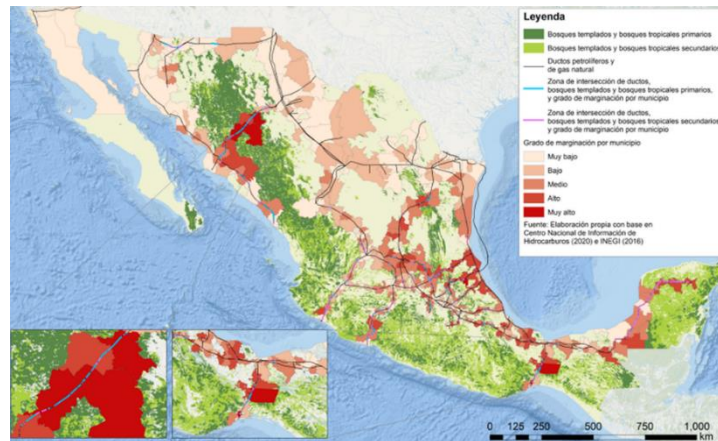 Leyenda
Bosques templados y bosques tropicales primarios
Bosques templados y bosques tropicales secundarios
Ductos petrolíferos y
de gas natural
Zona de intersección de ductos,
bosques templados y bosques tropicales primarios,
y grado de marginación por municipio
Zona de intersección de ductos,
bosques templados y bosques tropicales secundarios
y grado de marginación por municipio
Grado de marginación por municipio
Muy bajo
Bajo
Medio
Alto
Muy alto
Fuente: Elaboración propia con base en
Centro Nacional de Información de
Hidrocarburos (2020) e INEGI (2016)
0 125 250 500 750 1,000
km